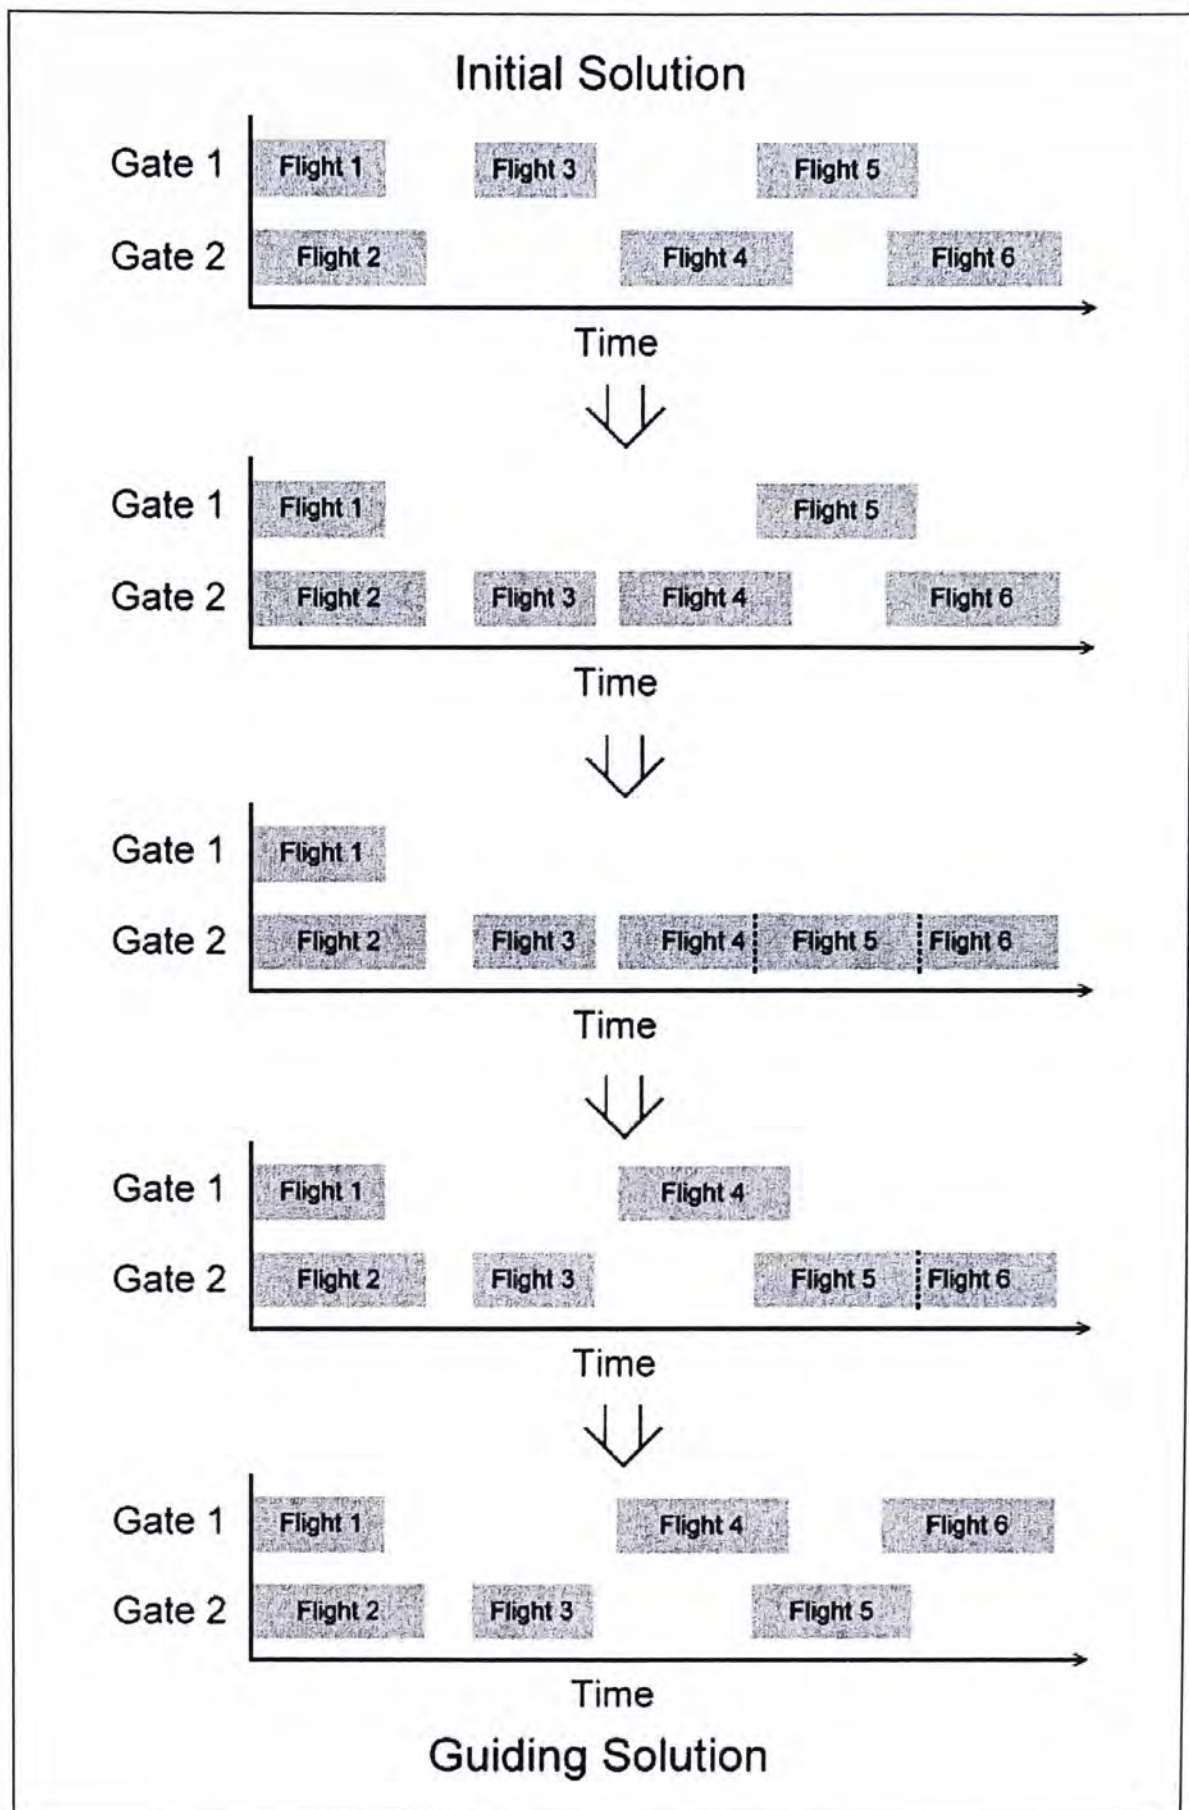 Initial Solution
Gate 1 Flight 1 Flight 3 Flight 5
Gate 2 Flight 2 Flight 4 Flight 6
Time
Gate 1 Flight 1 Flight 5
Gate 2 Flight 2 Flight 3 Flight 4 Flight 6
Time
Gate 1 Flight 1
Gate 2 Flight 2 Flight 3 Flight 4 Flight 5 Flight 6
Time
Gate 1 Flight 1 Flight 4
Gate 2 Flight 2 Flight 3 Flight 5 Flight 6
Time
Gate 1 Flight 1 Flight 4 Flight 6
Gate 2 Flight 2 Flight 3 Flight 5
Time
Guiding Solution